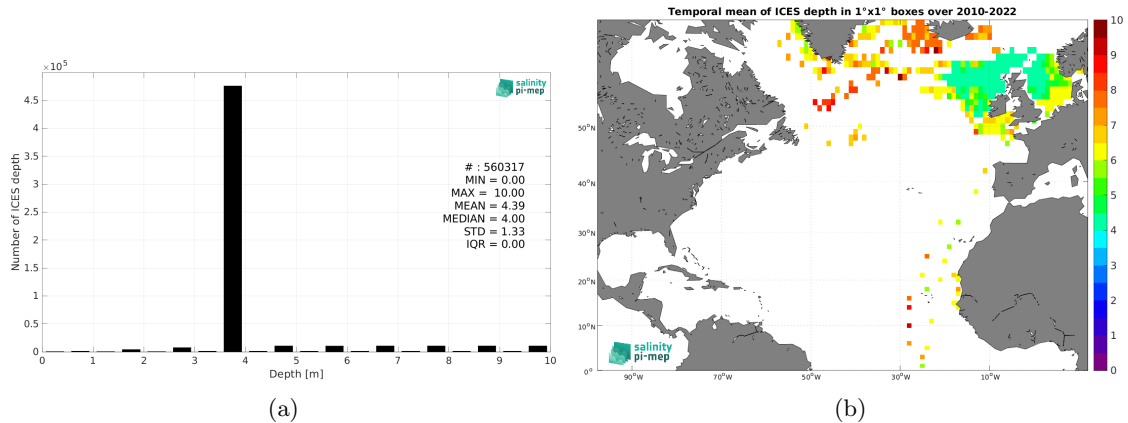 ×10⁵
4.5
4
3.5
3
2.5
2
1.5
1
0.5
0
Number of ICES depth
salinity
pi-mep
# : 560317
MIN = 0.00
MAX = 10.00
MEAN = 4.39
MEDIAN = 4.00
STD = 1.33
IQR = 0.00
0 1 2 3 4 5 6 7 8 9 10
Depth [m]
(a)
Temporal mean of ICES depth in 1°x1° boxes over 2010-2022
50°N
40°N
30°N
20°N
10°N
0°
90°W 70°W 50°W 30°W 10°W
salinity
pi-mep
10
9
8
7
6
5
4
3
2
1
0
(b)